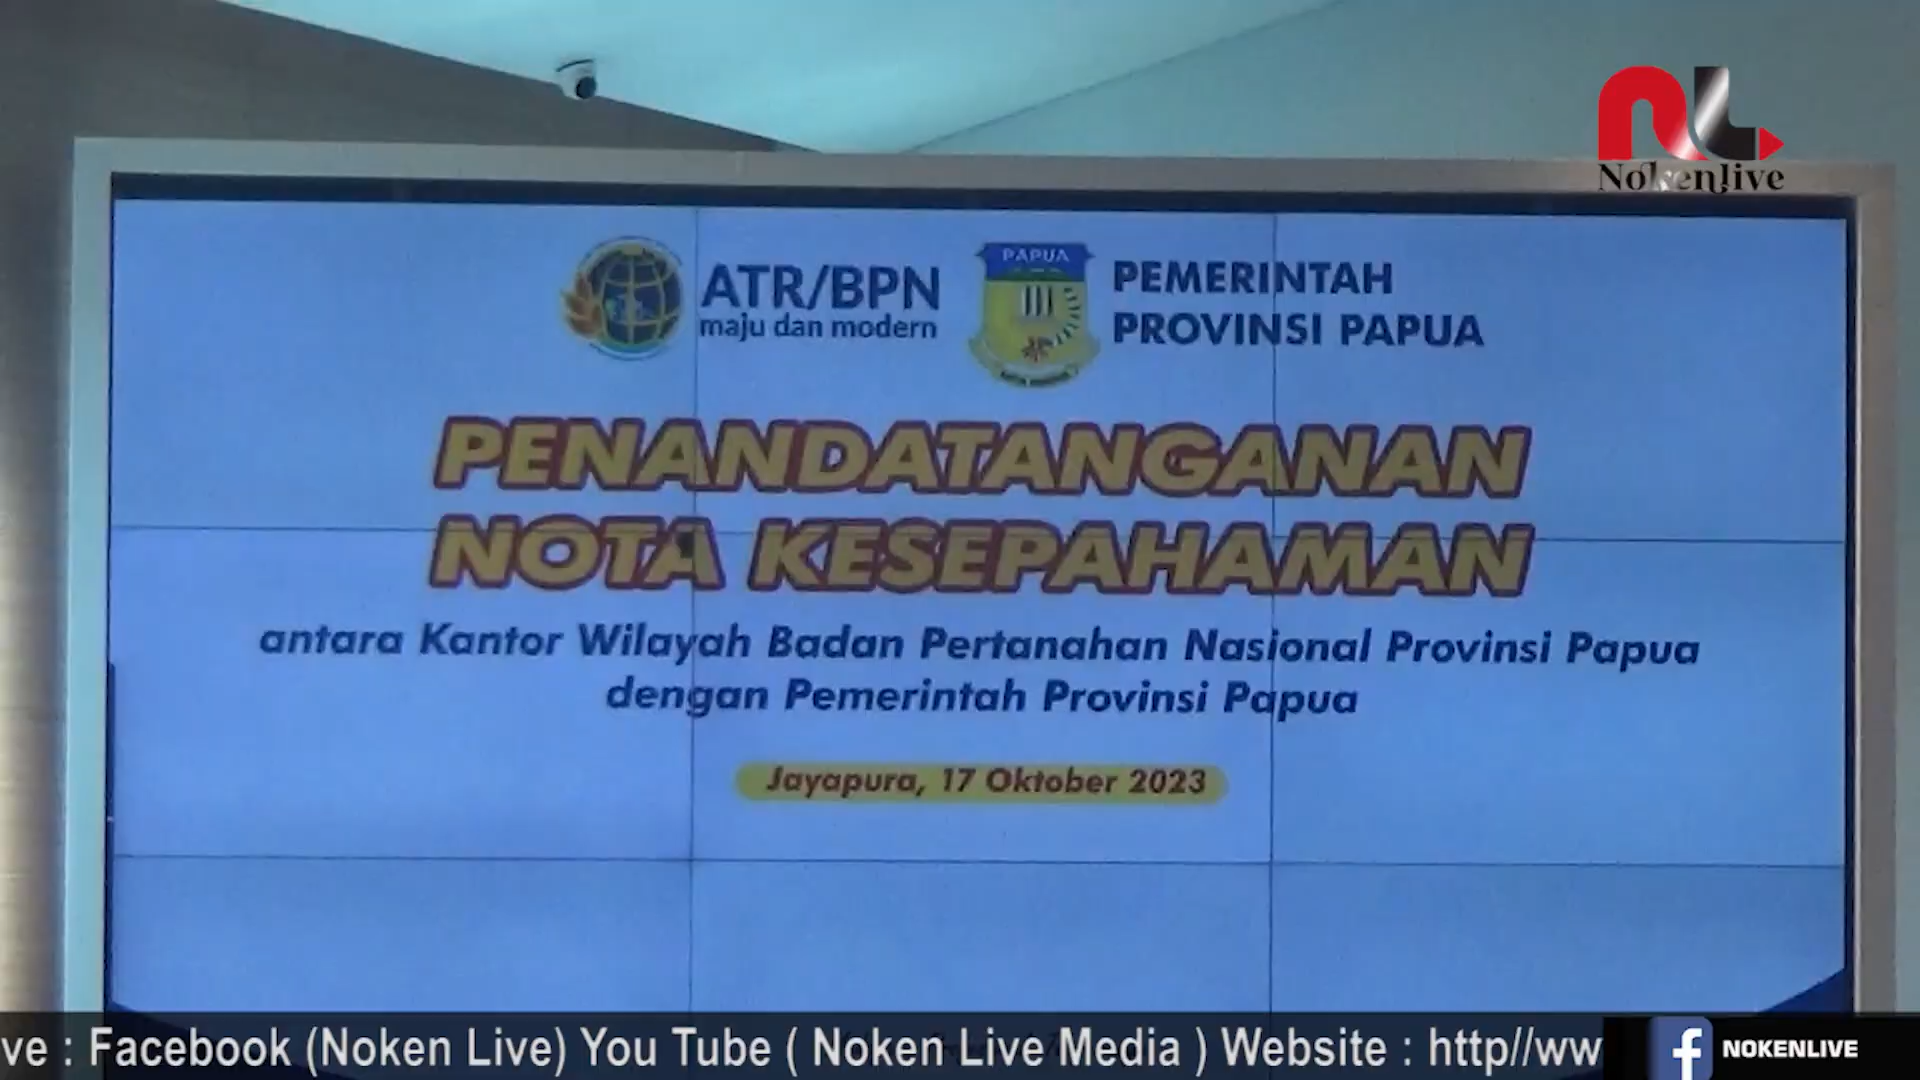 Nokenlive
ATR/BPN
maju dan modern
PAPUA
PEMERINTAH
PROVINSI PAPUA
PENANDATANGANAN
NOTA KESEPAHAMAN
antara Kantor Wilayah Badan Pertanahan Nasional Provinsi Papua
dengan Pemerintah Provinsi Papua
Jayapura, 17 Oktober 2023
ve : Facebook (Noken Live) You Tube ( Noken Live Media ) Website : http//ww
NOKENLIVE